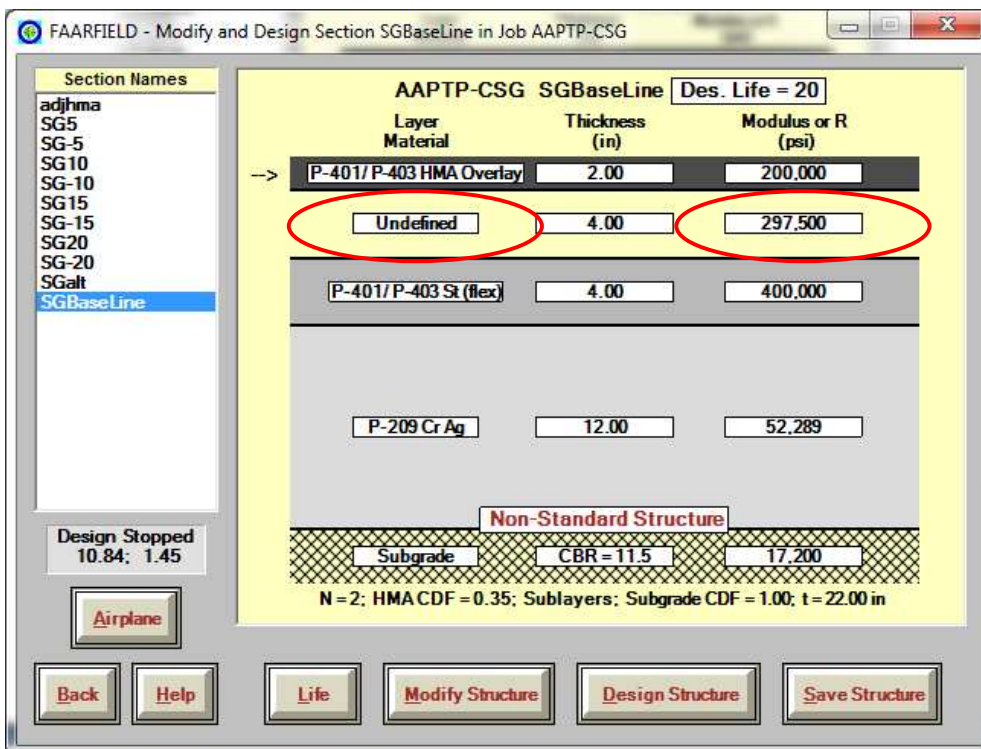 FAARFIELD - Modify and Design Section SGBaseLine in Job AAPTP-CSG
Section Names
adjhma
SG5
SG-5
SG10
SG-10
SG15
SG-15
SG20
SG-20
SGalt
SGBaseLine
Design Stopped
10.84; 1.45
Airplane
Back
Help
AAPTP-CSG SGBaseLine Des. Life = 20
Layer Thickness Modulus or R
Material (in) (psi)
--> P-401/ P-403 HMA Overlay 2.00 200,000
Undefined 4.00 297,500
P-401/ P-403 St (flex) 4.00 400,000
P-209 Cr Ag 12.00 52,289
Non-Standard Structure
Subgrade CBR = 11.5 17,200
N = 2; HMA CDF = 0.35; Sublayers; Subgrade CDF = 1.00; t = 22.00 in
Life
Modify Structure
Design Structure
Save Structure